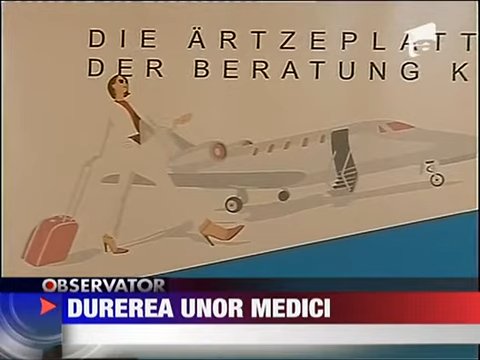 DIE ÄRTZEPLATT
DER BERATUNG K
OBSERVATOR
DUREREA UNOR MEDICI